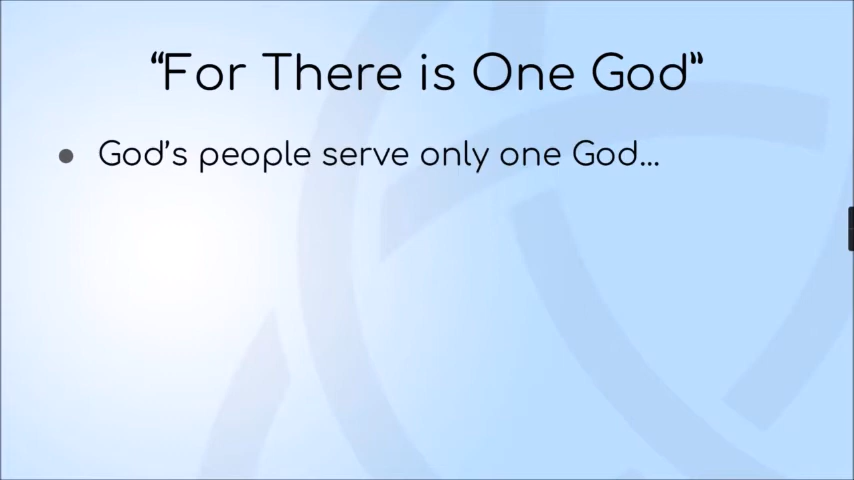 “For There is One God”
● God’s people serve only one God...